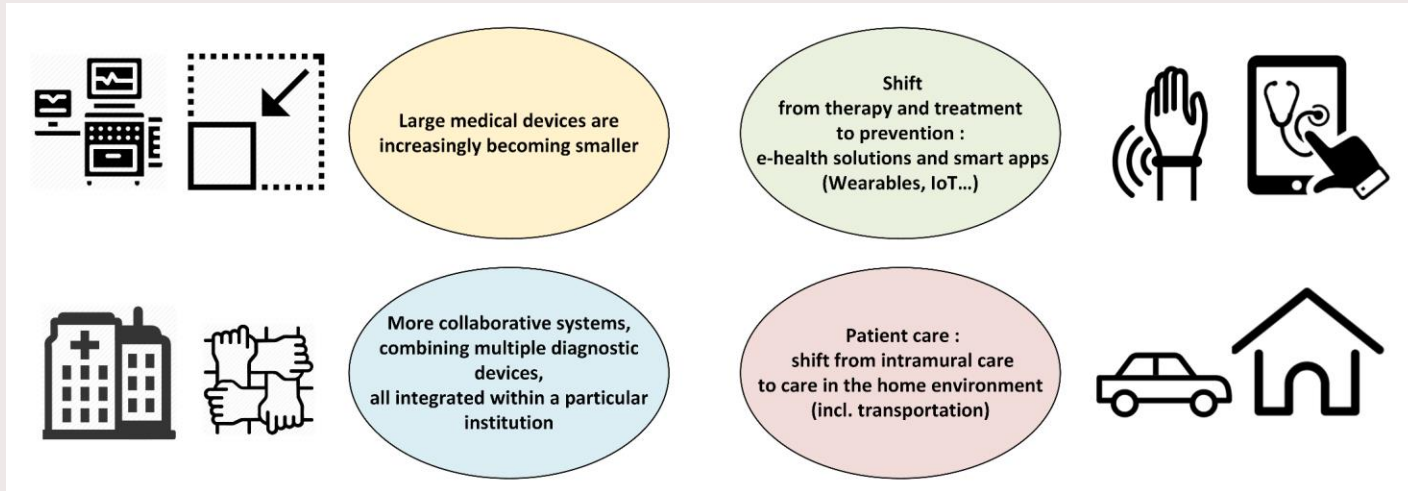 Large medical devices are
increasingly becoming smaller
Shift
from therapy and treatment
to prevention :
e-health solutions and smart apps
(Wearables, IoT...)
More collaborative systems,
combining multiple diagnostic
devices,
all integrated within a particular
institution
Patient care :
shift from intramural care
to care in the home environment
(incl. transportation)